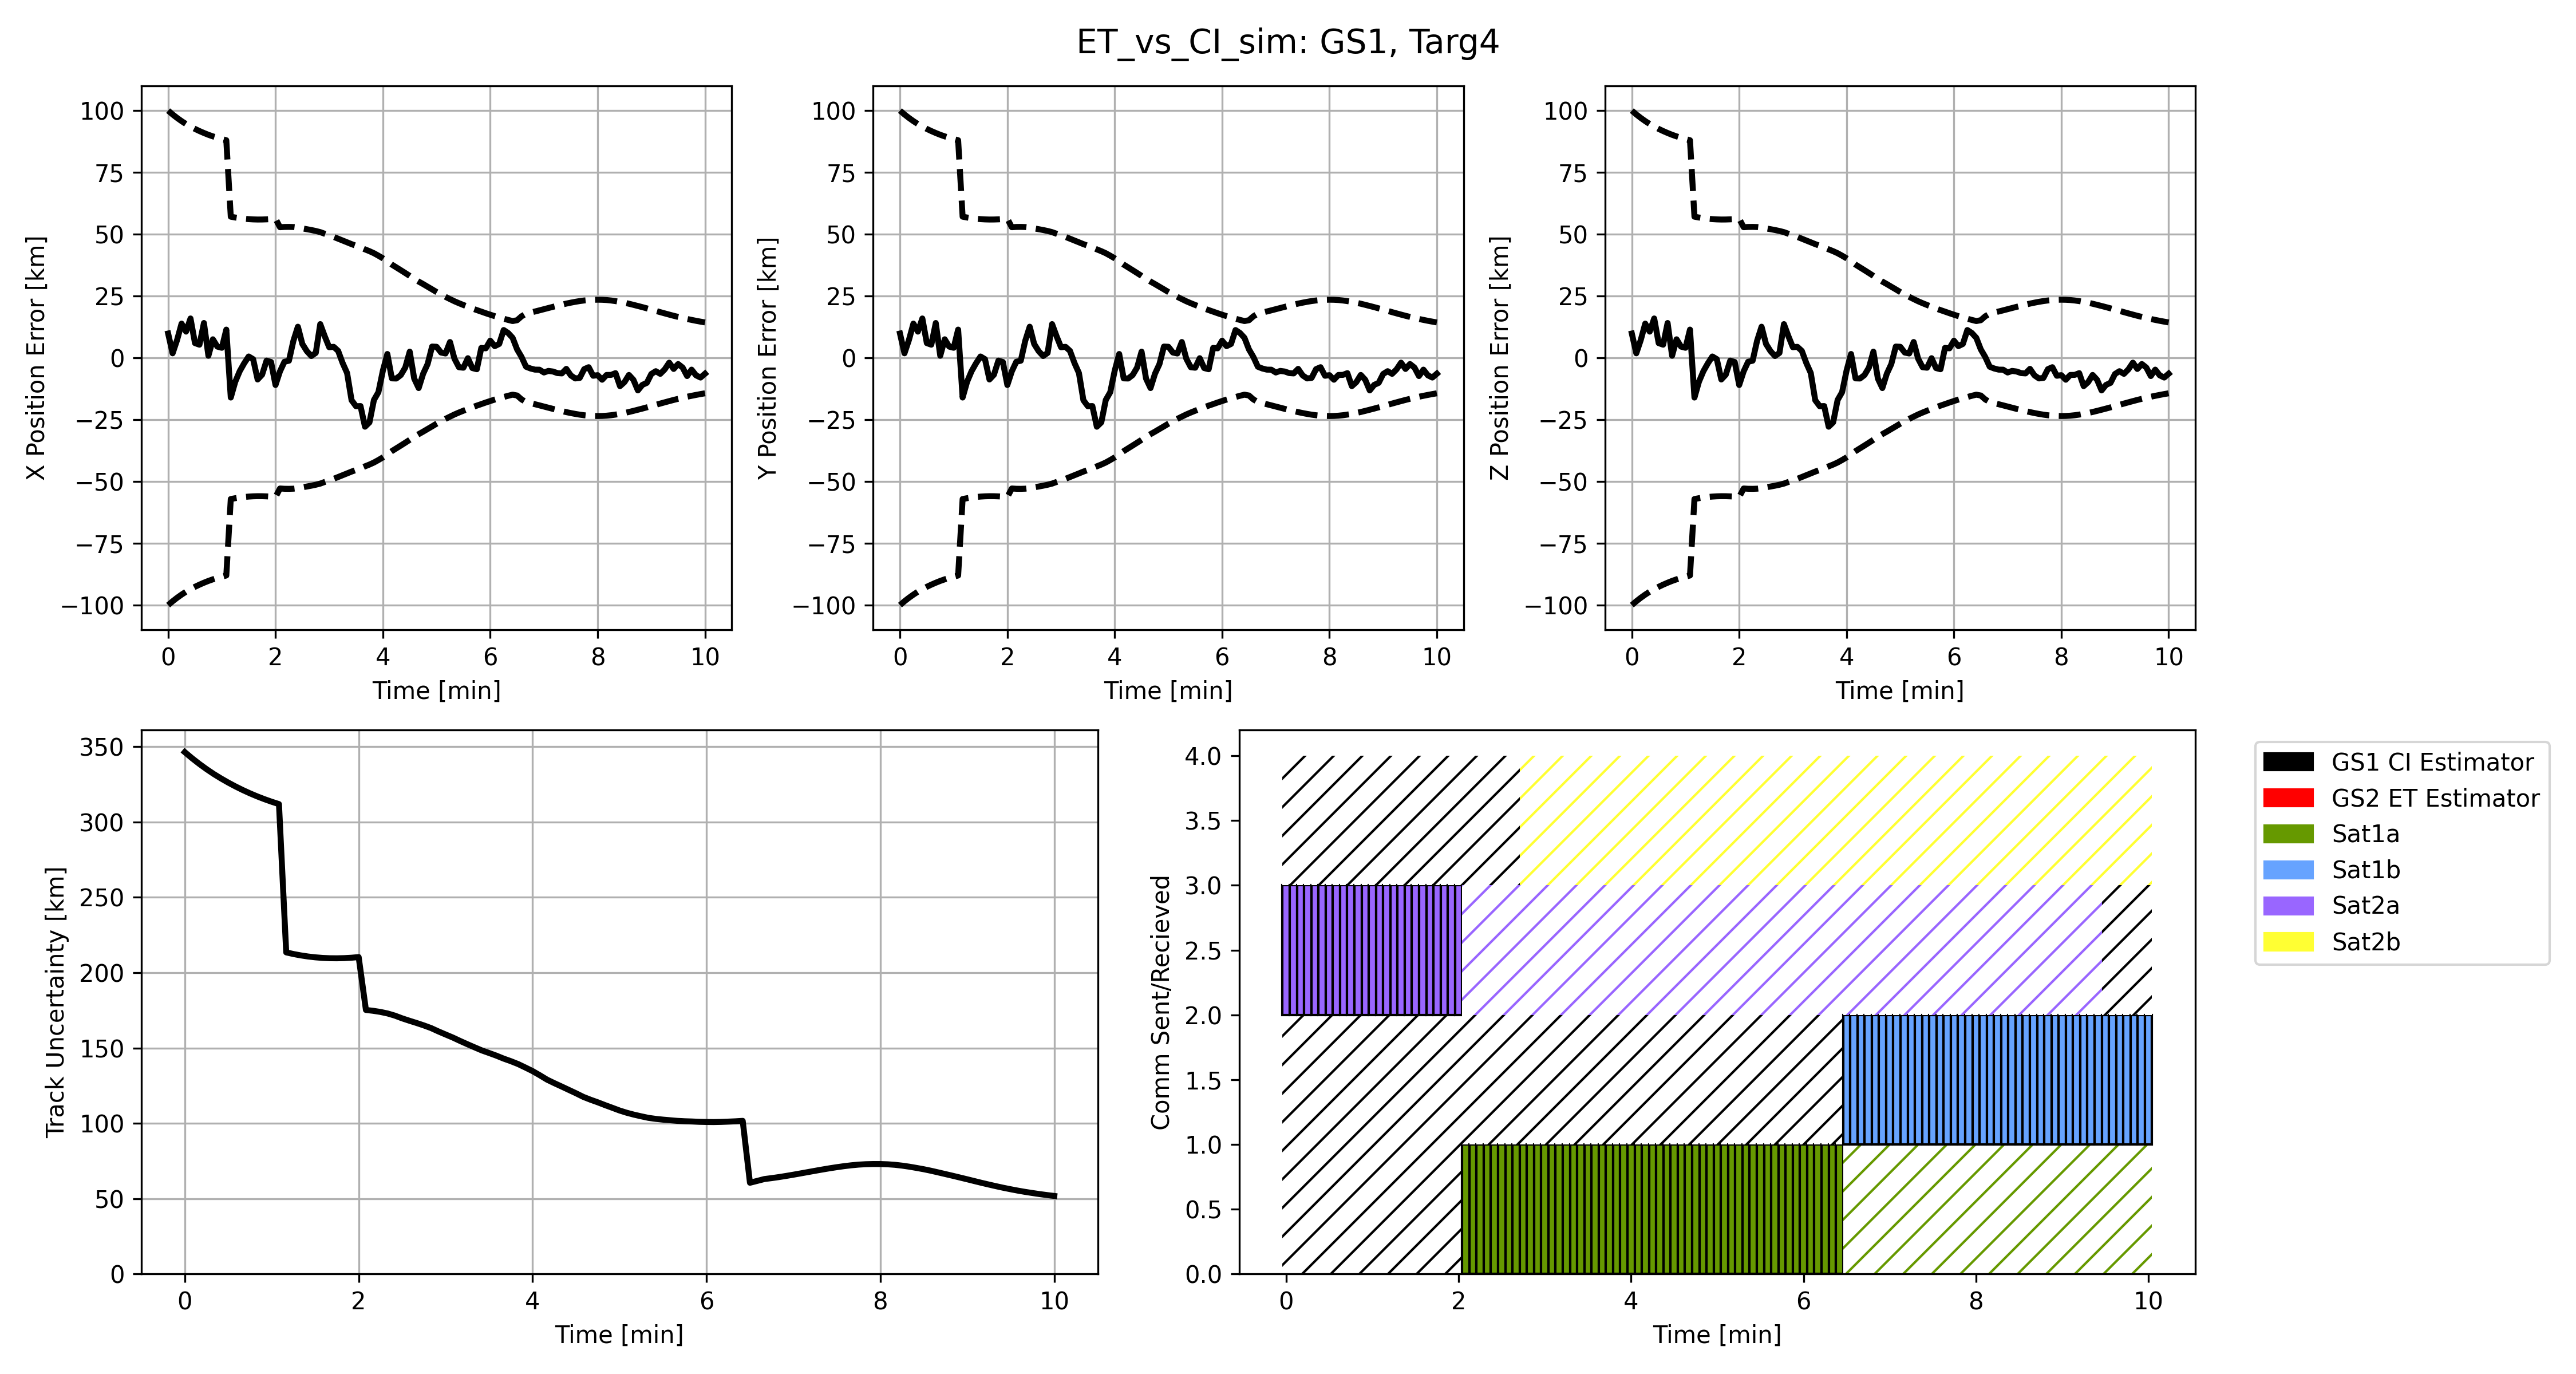 ET_vs_CI_sim: GS1, Targ4
X Position Error [km]
100
75
50
25
0
−25
−50
−75
−100
0 2 4 6 8 10
Time [min]
Y Position Error [km]
100
75
50
25
0
−25
−50
−75
−100
0 2 4 6 8 10
Time [min]
Z Position Error [km]
100
75
50
25
0
−25
−50
−75
−100
0 2 4 6 8 10
Time [min]
Track Uncertainty [km]
350
300
250
200
150
100
50
0
0 2 4 6 8 10
Time [min]
Comm Sent/Recieved
4.0
3.5
3.0
2.5
2.0
1.5
1.0
0.5
0.0
0 2 4 6 8 10
Time [min]
GS1 CI Estimator
GS2 ET Estimator
Sat1a
Sat1b
Sat2a
Sat2b